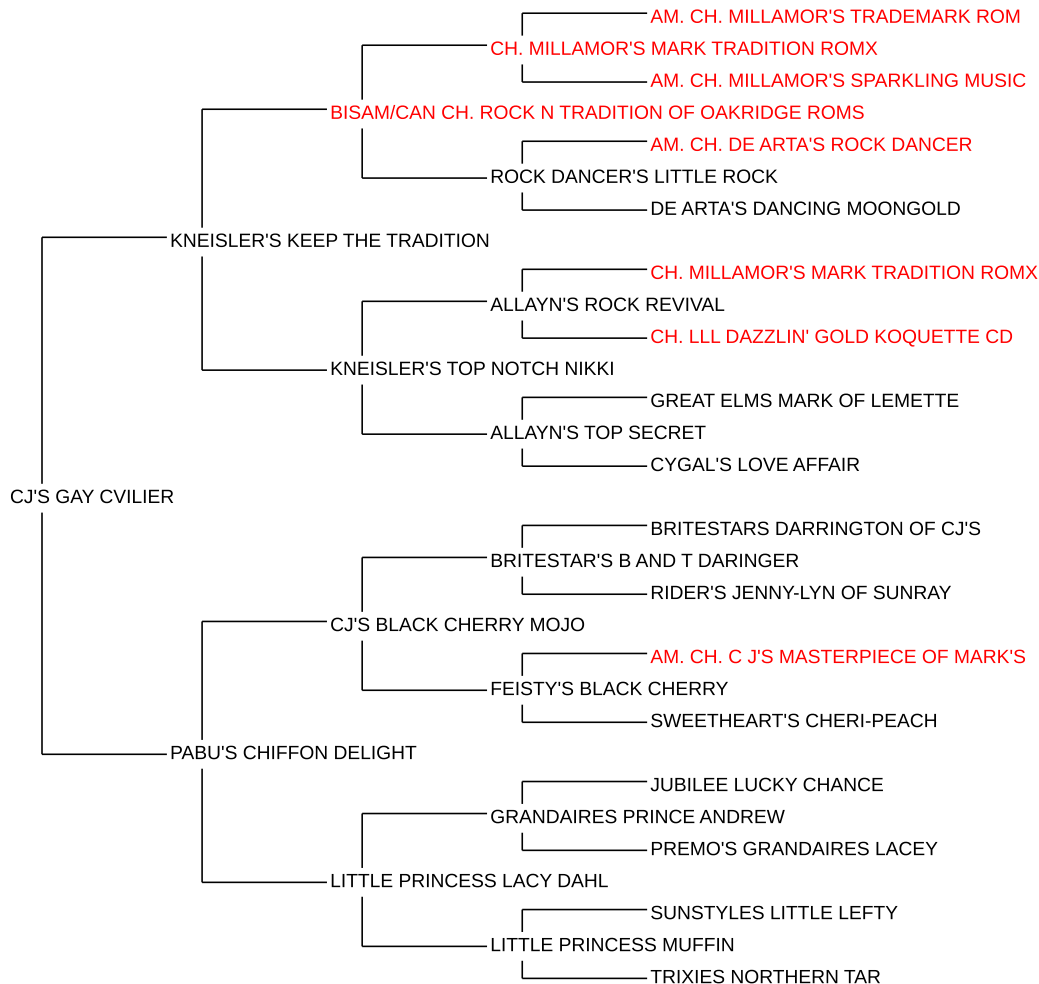 AM. CH. MILLAMOR'S TRADEMARK ROM
CH. MILLAMOR'S MARK TRADITION ROMX
AM. CH. MILLAMOR'S SPARKLING MUSIC
BISAM/CAN CH. ROCK N TRADITION OF OAKRIDGE ROMS
AM. CH. DE ARTA'S ROCK DANCER
ROCK DANCER'S LITTLE ROCK
DE ARTA'S DANCING MOONGOLD
KNEISLER'S KEEP THE TRADITION
CH. MILLAMOR'S MARK TRADITION ROMX
ALLAYN'S ROCK REVIVAL
CH. LLL DAZZLIN' GOLD KOQUETTE CD
KNEISLER'S TOP NOTCH NIKKI
GREAT ELMS MARK OF LEMETTE
ALLAYN'S TOP SECRET
CYGAL'S LOVE AFFAIR
CJ'S GAY CVILIER
BRITESTARS DARRINGTON OF CJ'S
BRITESTAR'S B AND T DARINGER
RIDER'S JENNY-LYN OF SUNRAY
CJ'S BLACK CHERRY MOJO
AM. CH. C J'S MASTERPIECE OF MARK'S
FEISTY'S BLACK CHERRY
SWEETHEART'S CHERI-PEACH
PABU'S CHIFFON DELIGHT
JUBILEE LUCKY CHANCE
GRANDAIRES PRINCE ANDREW
PREMO'S GRANDAIRES LACEY
LITTLE PRINCESS LACY DAHL
SUNSTYLES LITTLE LEFTY
LITTLE PRINCESS MUFFIN
TRIXIES NORTHERN TAR